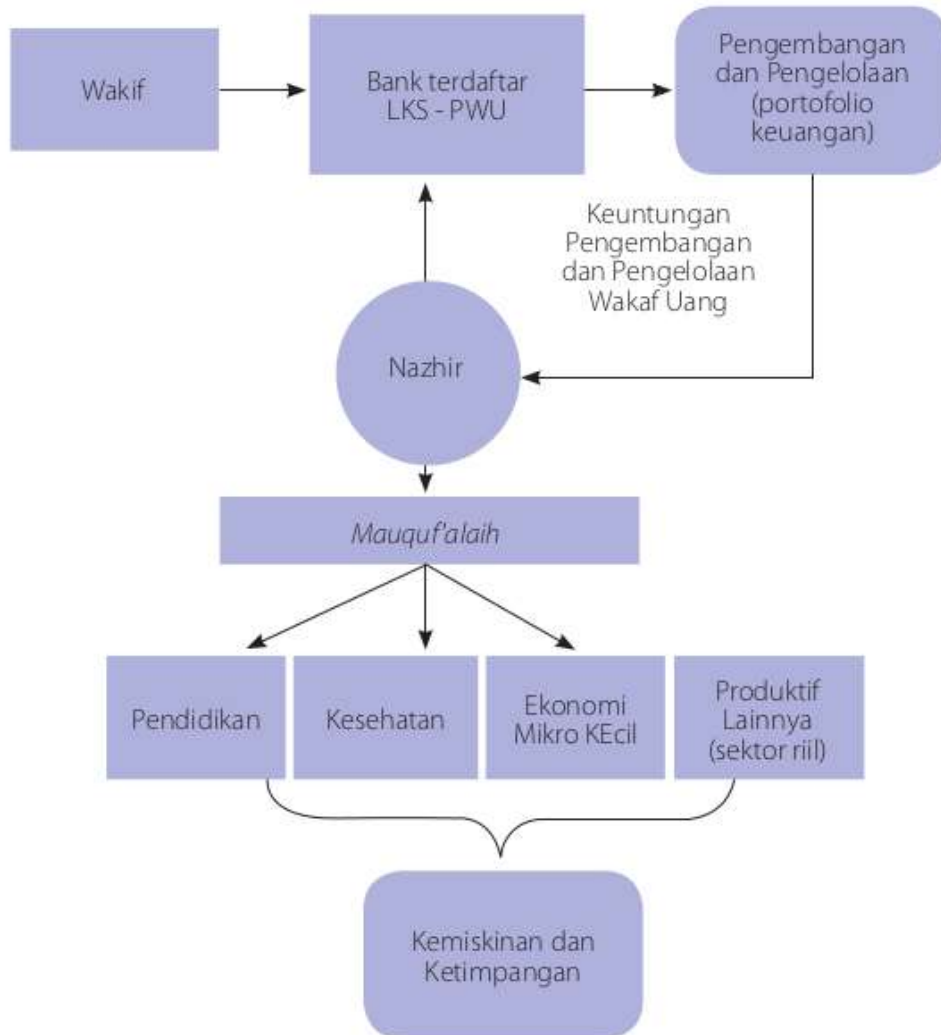 Wakif
Bank terdaftar
LKS - PWU
Pengembangan
dan Pengelolaan
(portofolio
keuangan)
Keuntungan
Pengembangan
dan Pengelolaan
Wakaf Uang
Nazhir
Mauquf'alaih
Pendidikan
Kesehatan
Ekonomi
Mikro KEcil
Produktif
Lainnya
(sektor riil)
Kemiskinan dan
Ketimpangan